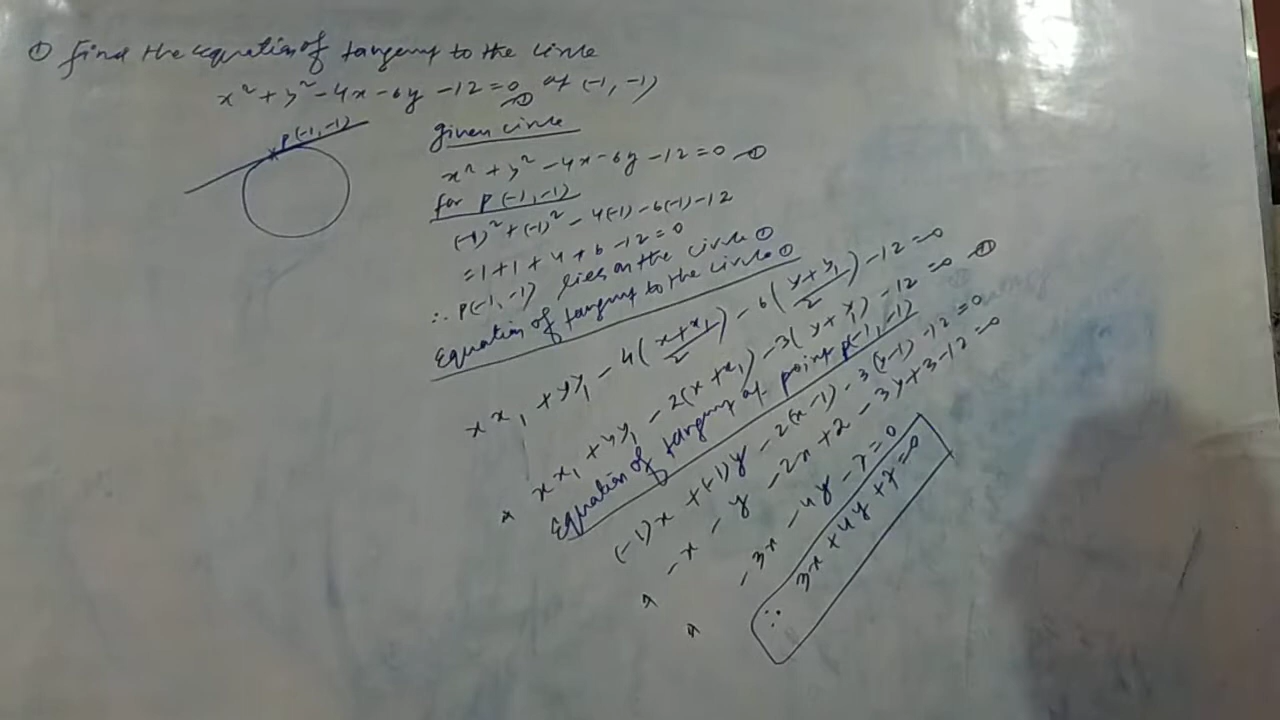 ① Find the equation of tangent to the circle
x² + y² - 4x - 6y - 12 = 0 ① at (-1, -1)
P(-1, -1)
Given circle
x² + y² - 4x - 6y - 12 = 0 ①
for P(-1, -1)
(-1)² + (-1)² - 4(-1) - 6(-1) - 12
= 1 + 1 + 4 + 6 - 12 = 0
∴ P(-1, -1) lies on the circle ①
Equation of tangent to the circle ①
xx₁ + yy₁ - 4((x+x₁)/2) - 6((y+y₁)/2) - 12 = 0
xx₁ + yy₁ - 2(x+x₁) - 3(y+y₁) - 12 = 0
Equation of tangent at point P(-1, -1)
(-1)x + (-1)y - 2(x-1) - 3(y-1) - 12 = 0
-x - y - 2x + 2 - 3y + 3 - 12 = 0
-3x - 4y - 7 = 0
∴ 3x + 4y + 7 = 0